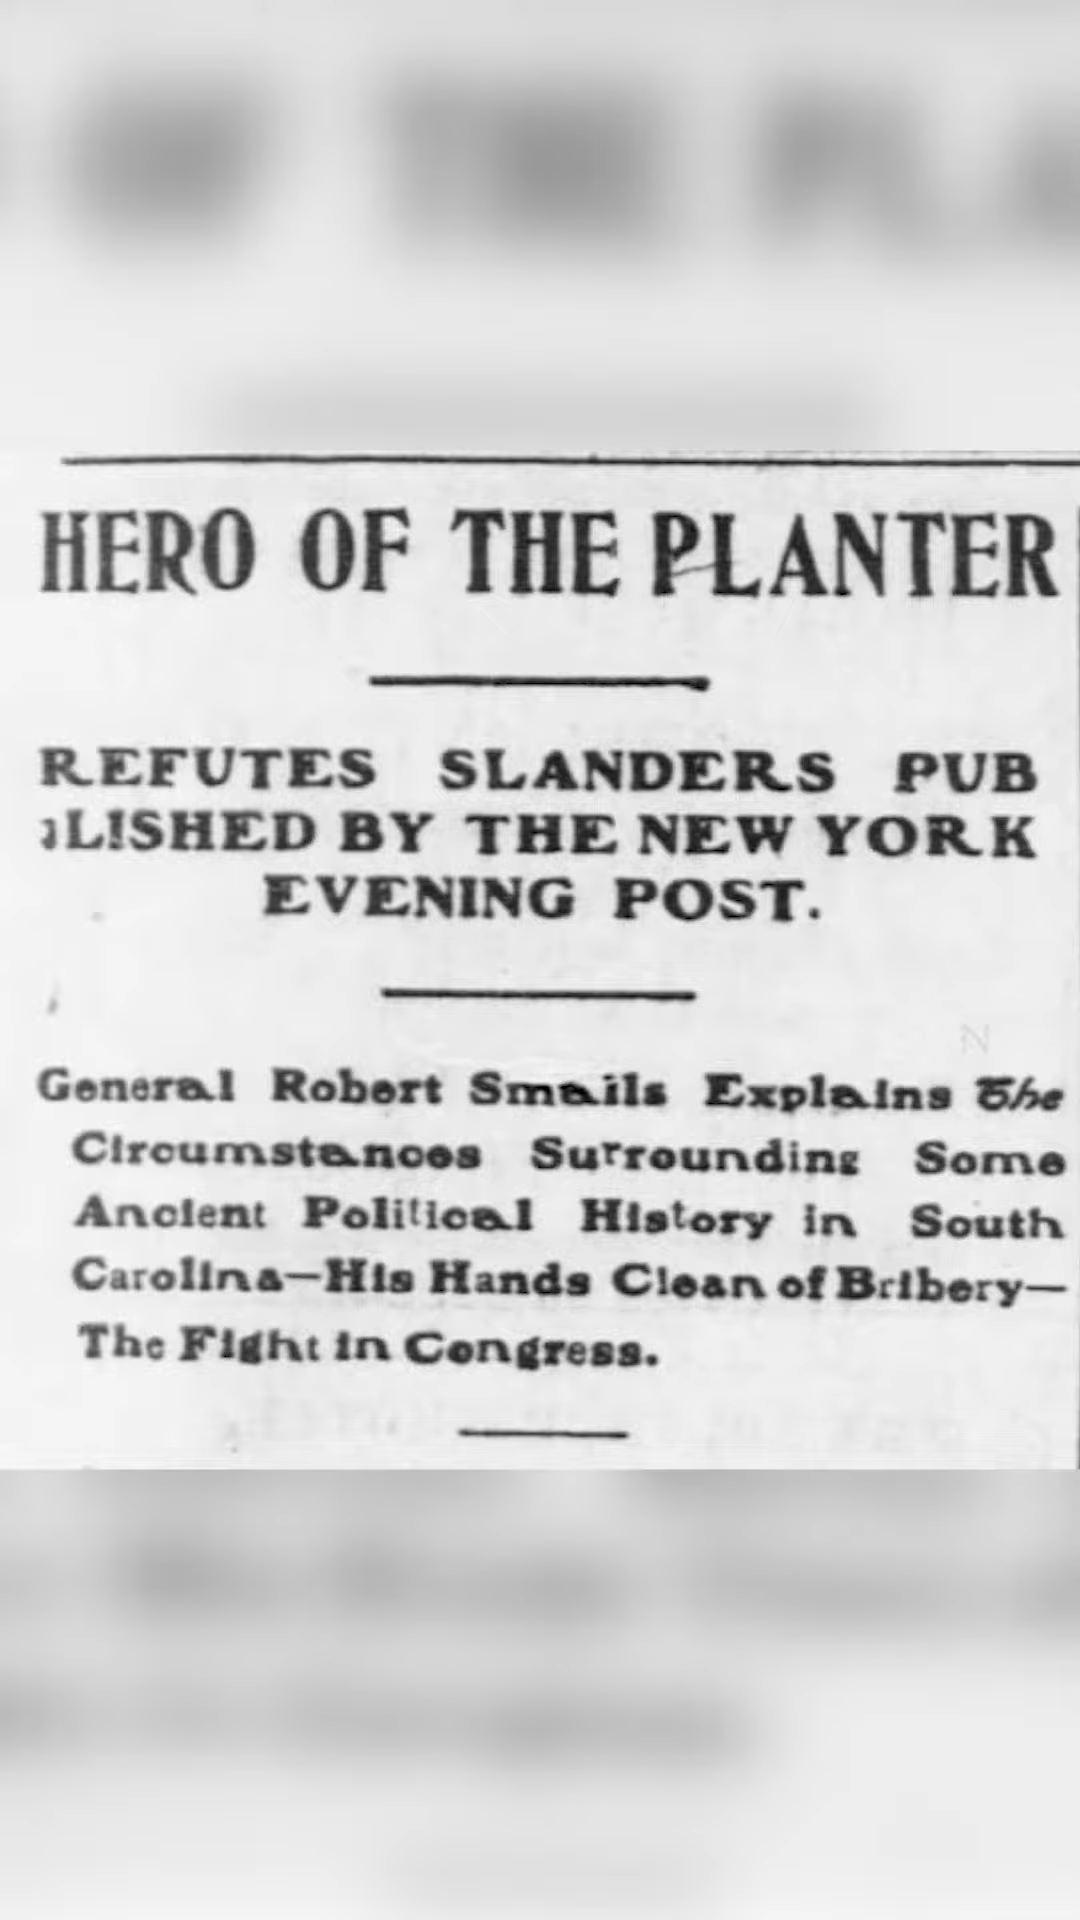 HERO OF THE PLANTER
REFUTES SLANDERS PUB
LISHED BY THE NEW YORK
EVENING POST.
General Robert Smalls Explains The
Circumstances Surrounding Some
Ancient Political History in South
Carolina—His Hands Clean of Bribery—
The Fight in Congress.